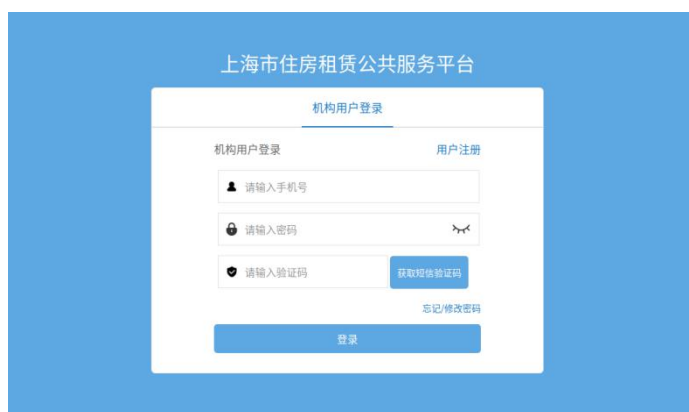 上海市住房租赁公共服务平台
机构用户登录
机构用户登录 用户注册
请输入手机号
请输入密码
请输入验证码 获取短信验证码
忘记/修改密码
登录